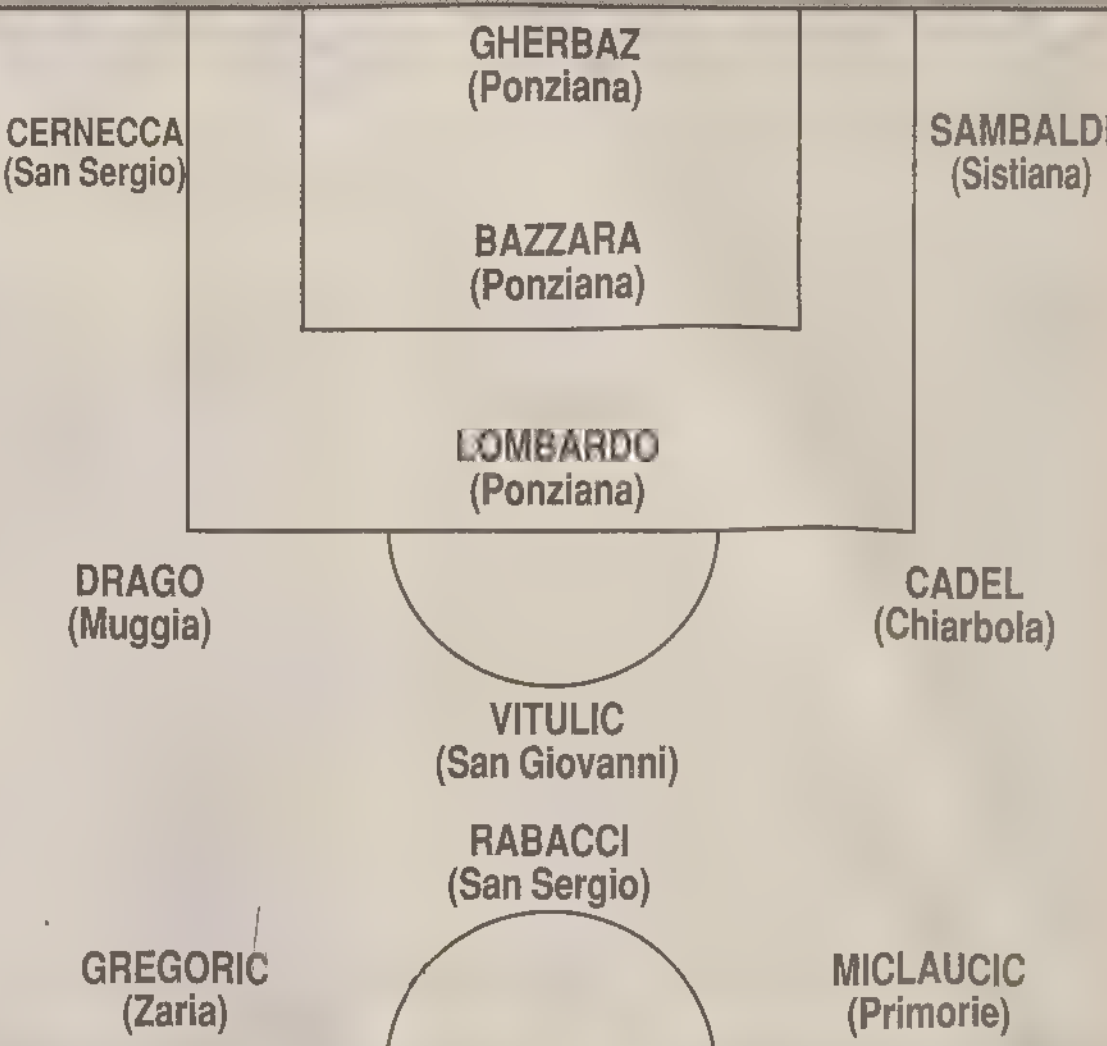 GHERBAZ
(Ponziana)
CERNECCA
(San Sergio)
SAMBALDI
(Sistiana)
BAZZARA
(Ponziana)
LOMBARDO
(Ponziana)
DRAGO
(Muggia)
CADEL
(Chiarbola)
VITULIC
(San Giovanni)
RABACCI
(San Sergio)
GREGORIC
(Zaria)
MICLAUCIC
(Primorie)